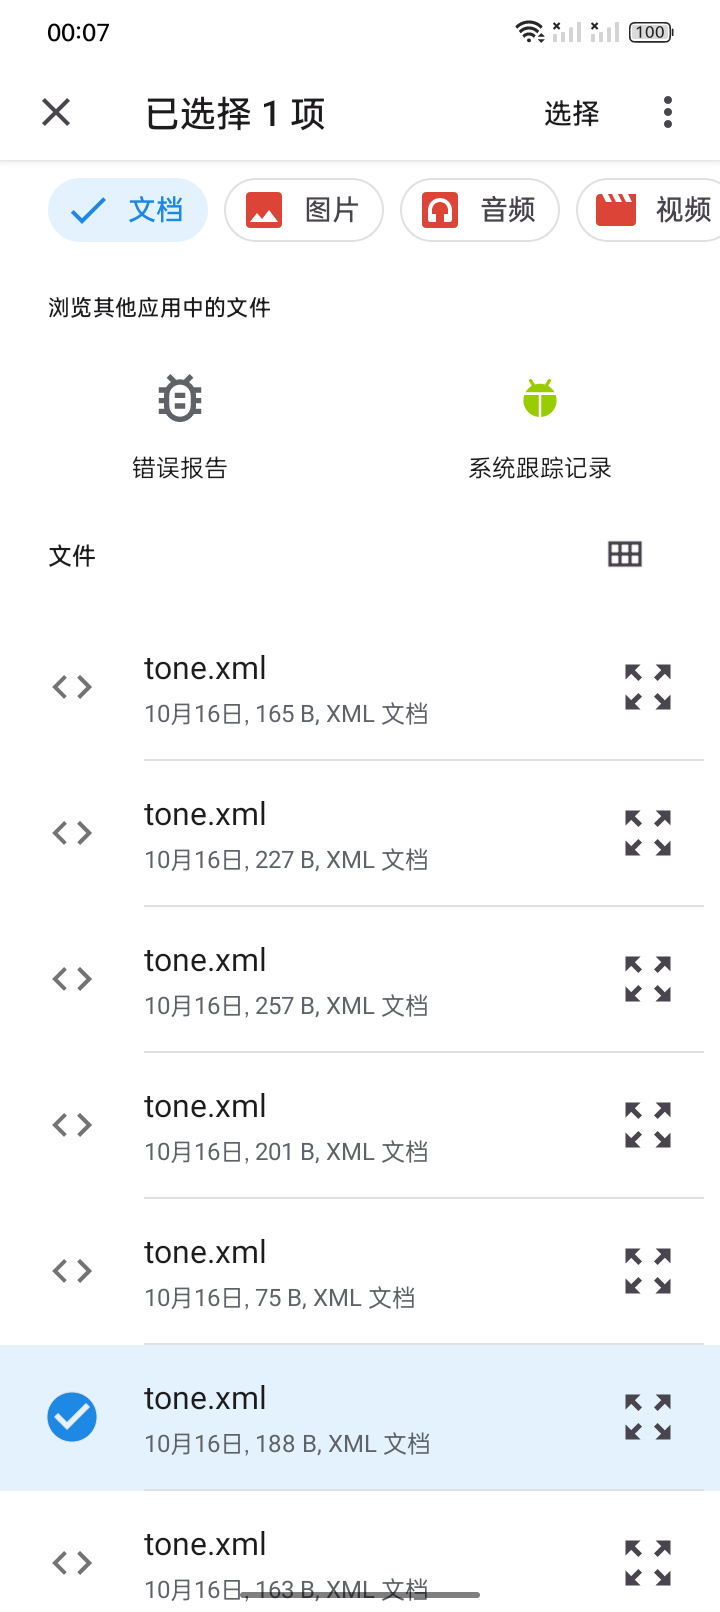 00:07
100
已选择 1 项
选择
文档
图片
音频
视频
浏览其他应用中的文件
错误报告
系统跟踪记录
文件
tone.xml
10月16日, 165 B, XML 文档
tone.xml
10月16日, 227 B, XML 文档
tone.xml
10月16日, 257 B, XML 文档
tone.xml
10月16日, 201 B, XML 文档
tone.xml
10月16日, 75 B, XML 文档
tone.xml
10月16日, 188 B, XML 文档
tone.xml
10月16日, 163 B, XML 文档